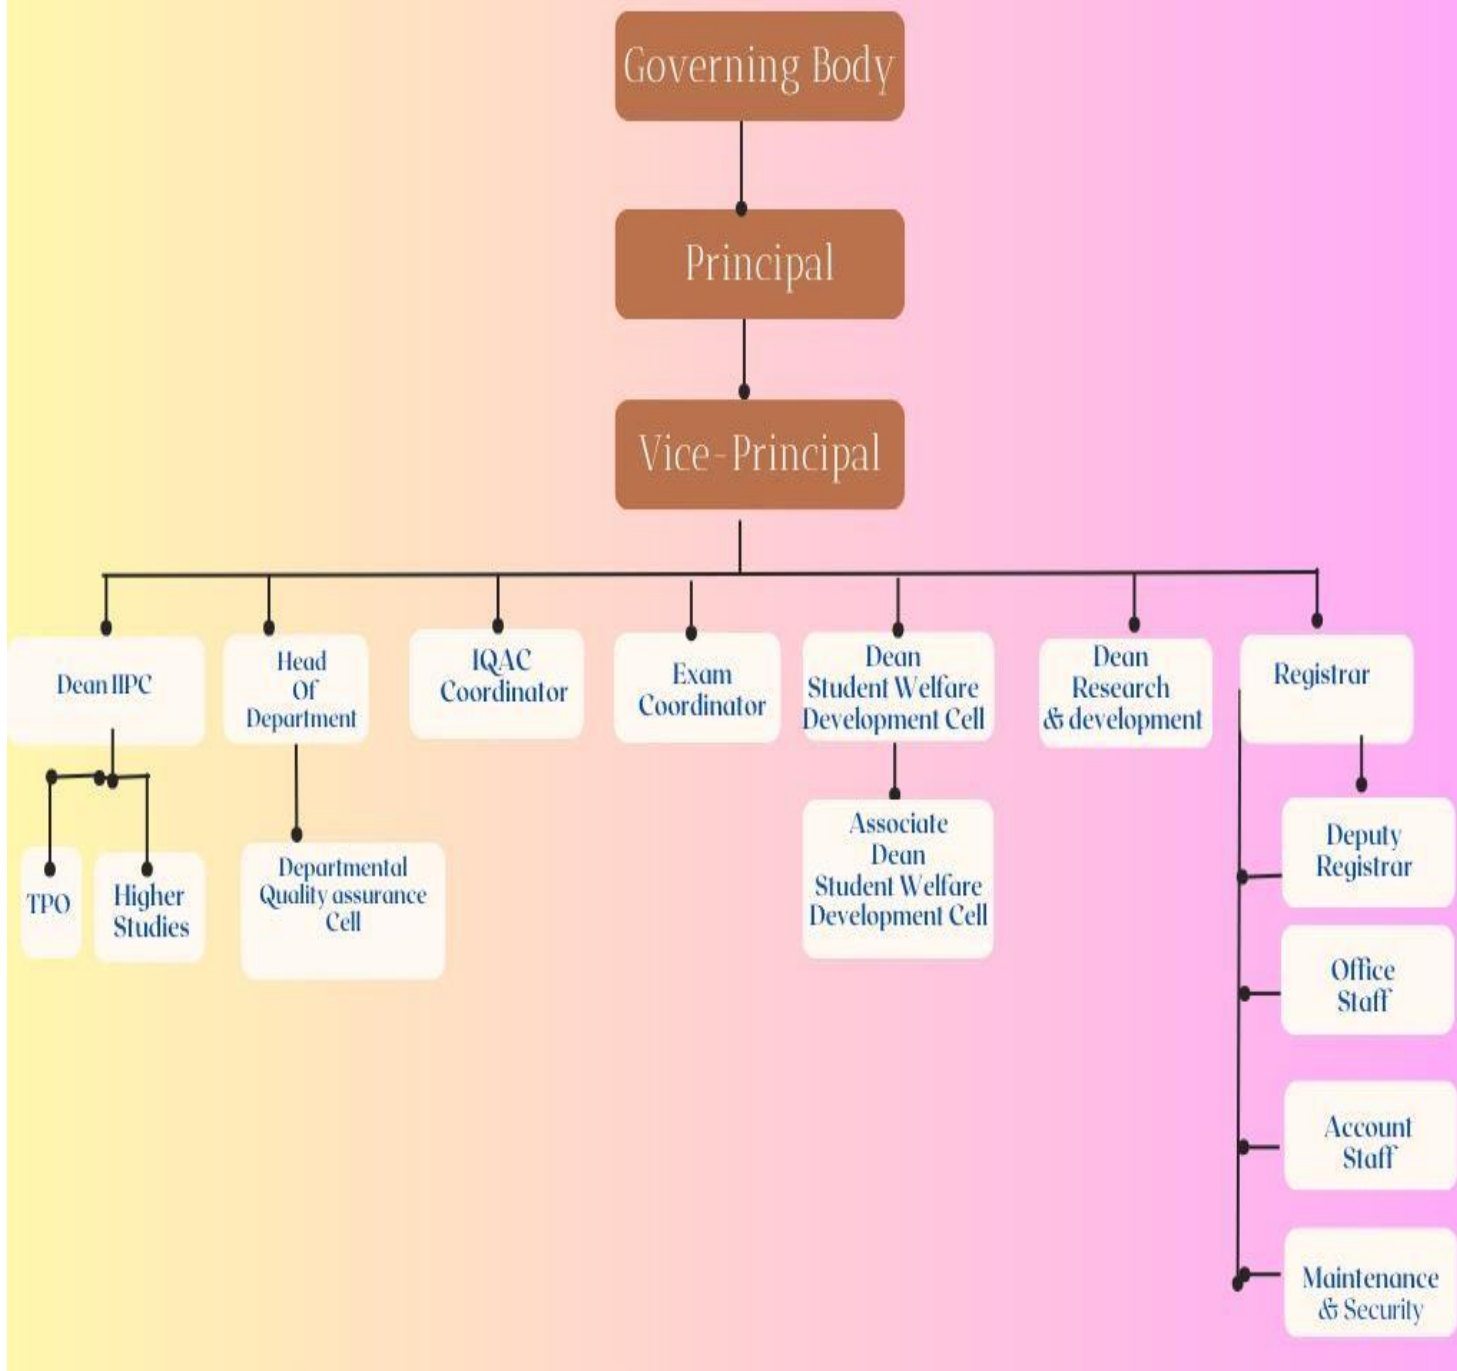 Governing Body
Principal
Vice-Principal
Dean IIPC
Head
Of
Department
IQAC
Coordinator
Exam
Coordinator
Dean
Student Welfare
Development Cell
Dean
Research
& development
Registrar
TPO
Higher
Studies
Departmental
Quality assurance
Cell
Associate
Dean
Student Welfare
Development Cell
Deputy
Registrar
Office
Staff
Account
Staff
Maintenance
& Security